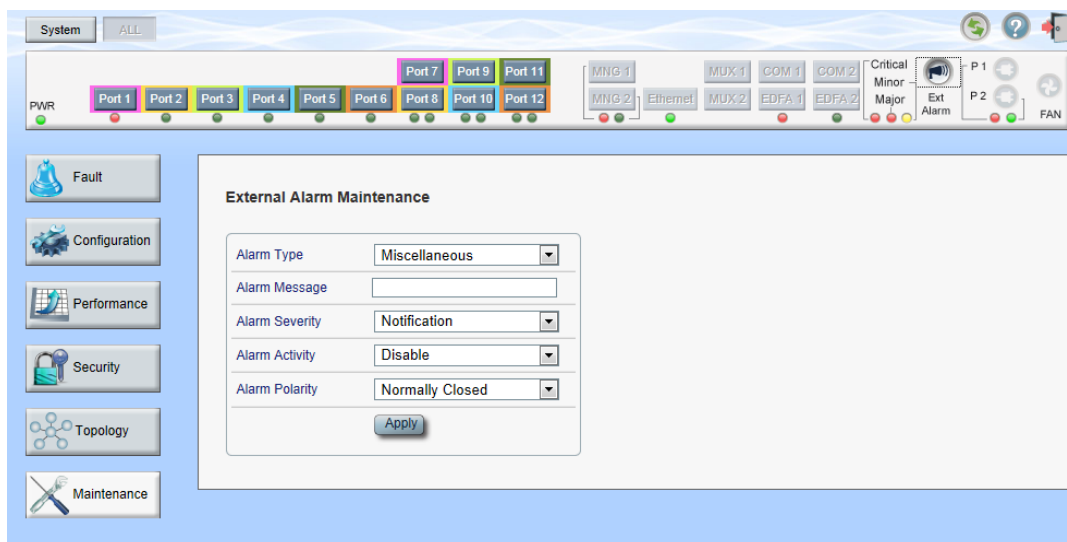 System ALL
Port 7 Port 9 Port 11 MNG 1 MUX 1 COM 1 COM 2 Critical P 1
Minor
PWR Port 1 Port 2 Port 3 Port 4 Port 5 Port 6 Port 8 Port 10 Port 12 MNG 2 Ethernet MUX 2 EDFA 1 EDFA 2 Major Ext Alarm P 2 FAN
Fault
Configuration
Performance
Security
Topology
Maintenance
External Alarm Maintenance
Alarm Type Miscellaneous
Alarm Message
Alarm Severity Notification
Alarm Activity Disable
Alarm Polarity Normally Closed
Apply